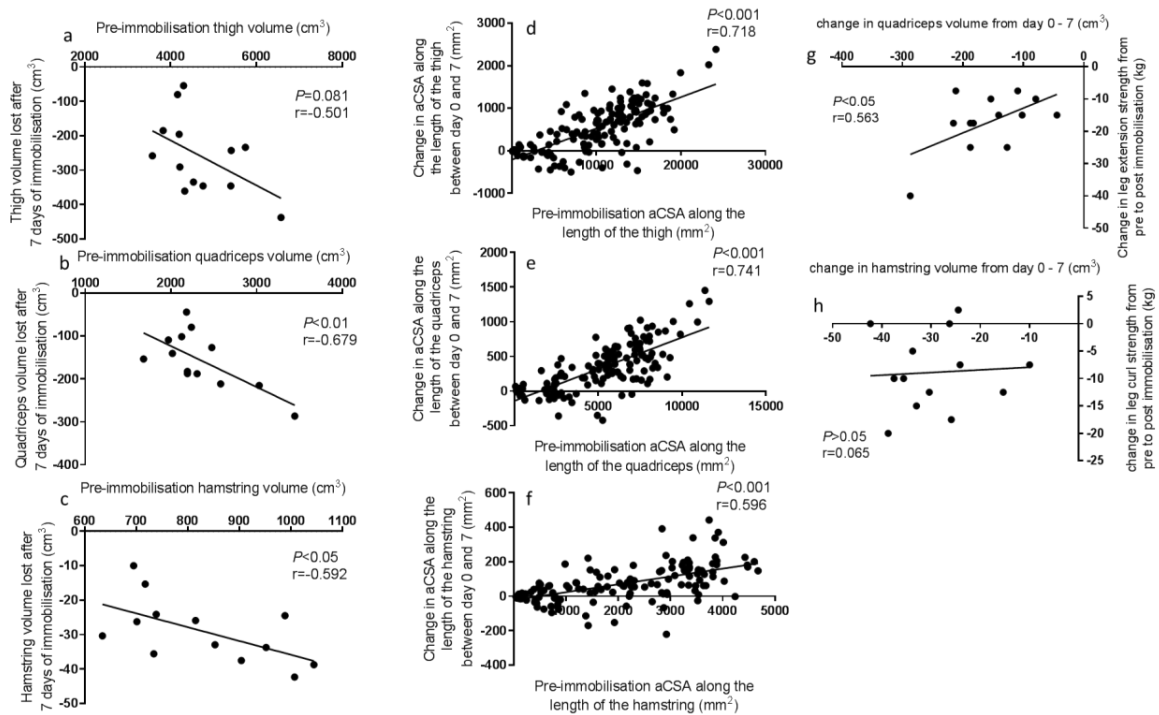 a
Pre-immobilisation thigh volume (cm3)
2000 4000 6000 8000
0
-100
-200
-300
-400
-500
Thigh volume lost after
7 days of immobilisation (cm3)
P=0.081
r=-0.501
b
Pre-immobilisation quadriceps volume (cm3)
1000 2000 3000 4000
0
-100
-200
-300
-400
Quadriceps volume lost after
7 days of immobilisation (cm3)
P<0.01
r=-0.679
c
Pre-immobilisation hamstring volume (cm3)
600 700 800 900 1000 1100
0
-10
-20
-30
-40
-50
Hamstring volume lost after
7 days of immobilisation (cm3)
P<0.05
r=-0.592
d
P<0.001
r=0.718
3000
2000
1000
0
-1000
Change in aCSA along
the length of the thigh
between day 0 and 7 (mm2)
10000 20000 30000
Pre-immobilisation aCSA along the
length of the thigh (mm2)
e
P<0.001
r=0.741
2000
1500
1000
500
0
-500
Change in aCSA along the
length of the quadriceps
between day 0 and 7 (mm2)
5000 10000 15000
Pre-immobilisation aCSA along the
length of the quadriceps (mm2)
f
P<0.001
r=0.596
600
400
200
0
-200
-400
Change in aCSA along the
length of the hamstring
between day 0 and 7 (mm2)
1000 2000 3000 4000 5000
Pre-immobilisation aCSA along the
length of the hamstring (mm2)
g
change in quadriceps volume from day 0 - 7 (cm3)
-400 -300 -200 -100 0
0
-10
-20
-30
-40
-50
Change in leg extension strength from
pre to post immobilisation (kg)
P<0.05
r=0.563
h
change in hamstring volume from day 0 - 7 (cm3)
-50 -40 -30 -20 -10 0
5
0
-5
-10
-15
-20
-25
change in leg curl strength from
pre to post immobilisation (kg)
P>0.05
r=0.065